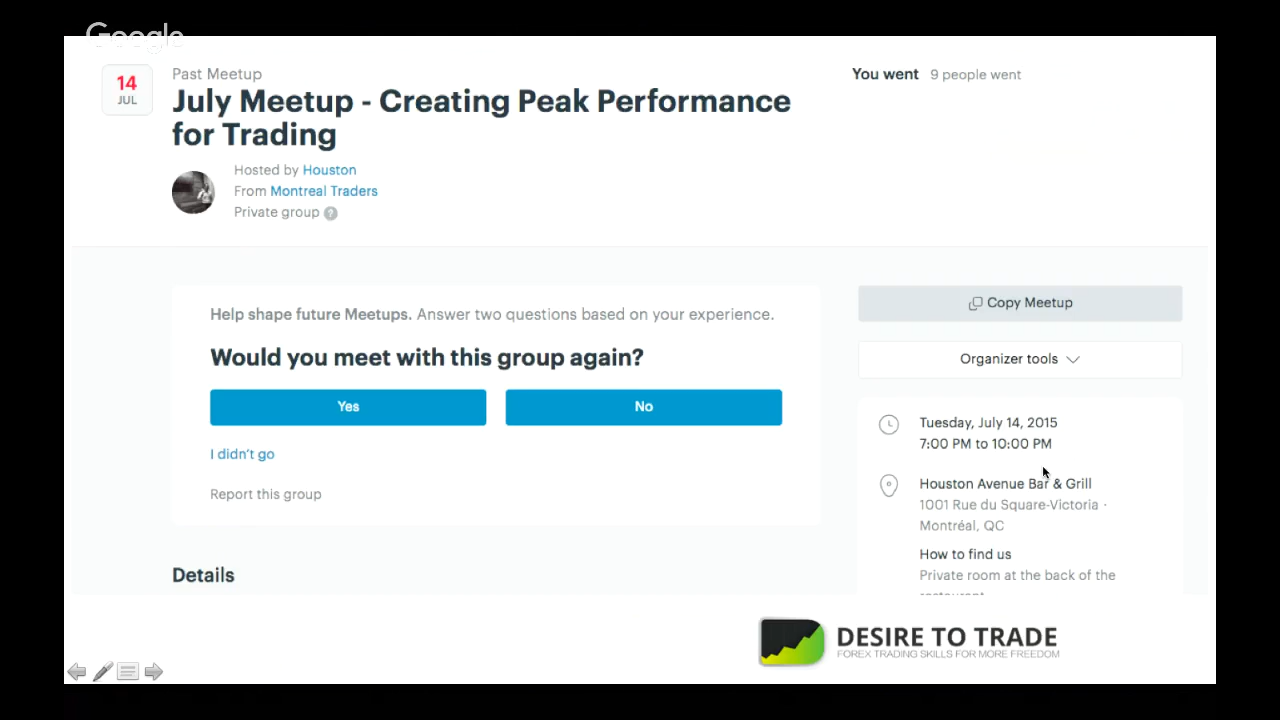 Google
14
JUL
Past Meetup
July Meetup - Creating Peak Performance
for Trading
Hosted by Houston
From Montreal Traders
Private group ?
You went 9 people went
Help shape future Meetups. Answer two questions based on your experience.
Would you meet with this group again?
Yes
No
I didn't go
Report this group
Details
Copy Meetup
Organizer tools
Tuesday, July 14, 2015
7:00 PM to 10:00 PM
Houston Avenue Bar & Grill
1001 Rue du Square-Victoria ·
Montréal, QC
How to find us
Private room at the back of the
DESIRE TO TRADE
FOREX TRADING SKILLS FOR MORE FREEDOM